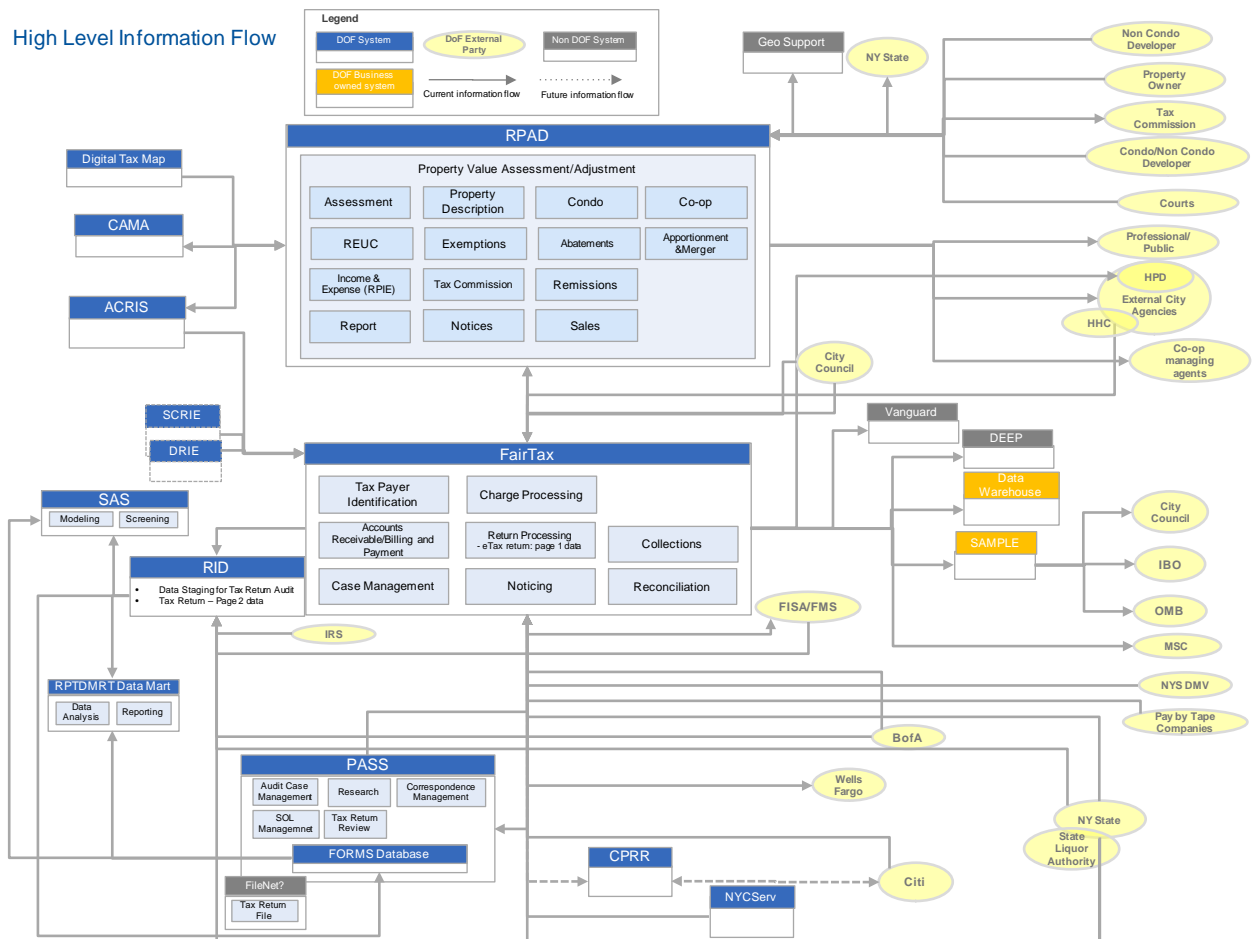 High Level Information Flow
Legend
DOF System
DoF External
Party
Non DOF System
DOF Business
owned system
Current information flow
Future information flow
Geo Support
NY State
Non Condo
Developer
Property
Owner
Tax
Commission
Condo/Non Condo
Developer
Courts
Professional/
Public
HPD
External City
Agencies
HHC
Co-op
managing
agents
RPAD
Property Value Assessment/Adjustment
Assessment
Property
Description
Condo
Co-op
REUC
Exemptions
Abatements
Apportionment
&Merger
Income &
Expense (RPIE)
Tax Commission
Remissions
Report
Notices
Sales
Digital Tax Map
CAMA
ACRIS
City
Council
SCRIE
DRIE
Vanguard
DEEP
Data
Warehouse
SAMPLE
City
Council
IBO
OMB
MSC
FairTax
Tax Payer
Identification
Charge Processing
Accounts
Receivable/Billing and
Payment
Return Processing
- eTax return: page 1 data
Collections
Case Management
Noticing
Reconciliation
SAS
Modeling
Screening
RID
• Data Staging for Tax Return Audit
• Tax Return – Page 2 data
IRS
FISA/FMS
NYS DMV
Pay by Tape
Companies
RPTDMRT Data Mart
Data
Analysis
Reporting
BofA
Wells
Fargo
NY State
State
Liquor
Authority
PASS
Audit Case
Management
Research
Correspondence
Management
SOL
Managemnet
Tax Return
Review
FORMS Database
FileNet?
Tax Return
File
CPRR
Citi
NYCServ